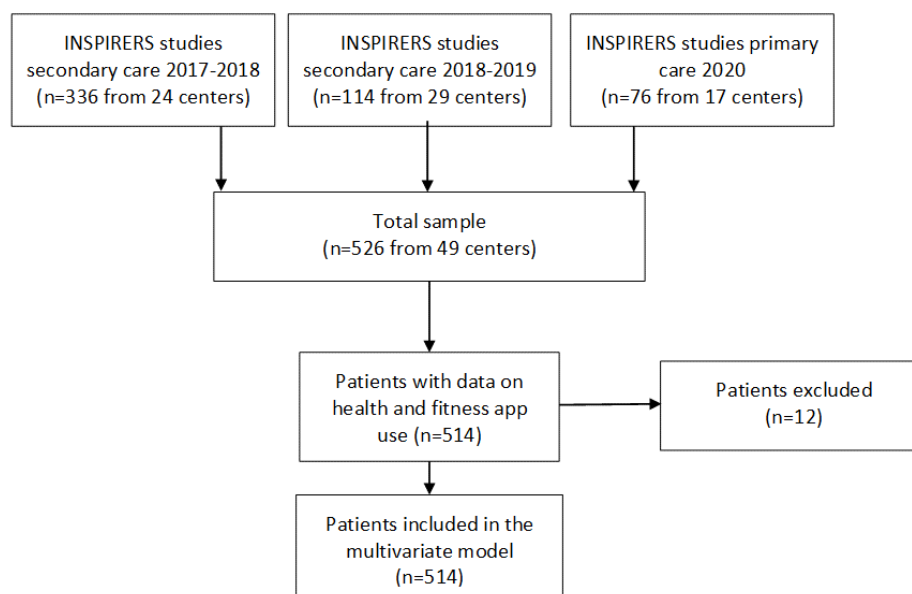 INSPIRERS studies
secondary care 2017-2018
(n=336 from 24 centers)
INSPIRERS studies
secondary care 2018-2019
(n=114 from 29 centers)
INSPIRERS studies primary
care 2020
(n=76 from 17 centers)
Total sample
(n=526 from 49 centers)
Patients with data on
health and fitness app
use (n=514)
Patients excluded
(n=12)
Patients included in the
multivariate model
(n=514)